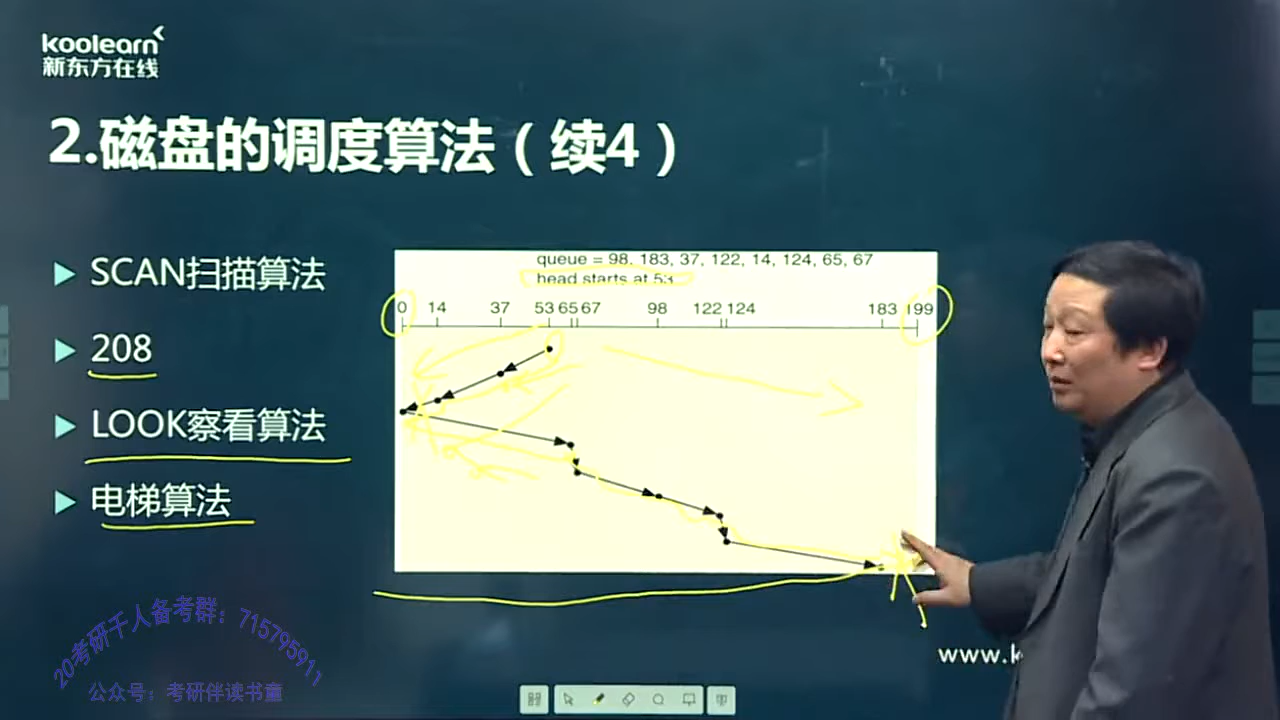 koolearn
新东方在线
2.磁盘的调度算法（续4）
SCAN扫描算法
208
LOOK察看算法
电梯算法
queue = 98. 183, 37, 122, 14, 124, 65, 67
head starts at 53
0 14 37 53 65 67 98 122 124 183 199
www.k
20考研千人备考群：715795911
公众号：考研伴读书童